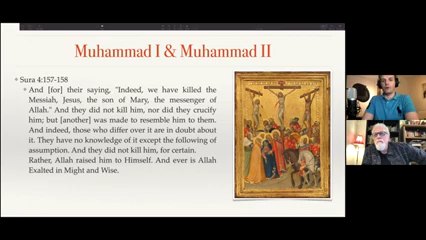 Muhammad I & Muhammad II
Sura 4:157-158
And [for] their saying, "Indeed, we have killed the
Messiah, Jesus, the son of Mary, the messenger of
Allah." And they did not kill him, nor did they crucify
him; but [another] was made to resemble him to them.
And indeed, those who differ over it are in doubt about
it. They have no knowledge of it except the following of
assumption. And they did not kill him, for certain.
Rather, Allah raised him to Himself. And ever is Allah
Exalted in Might and Wise.